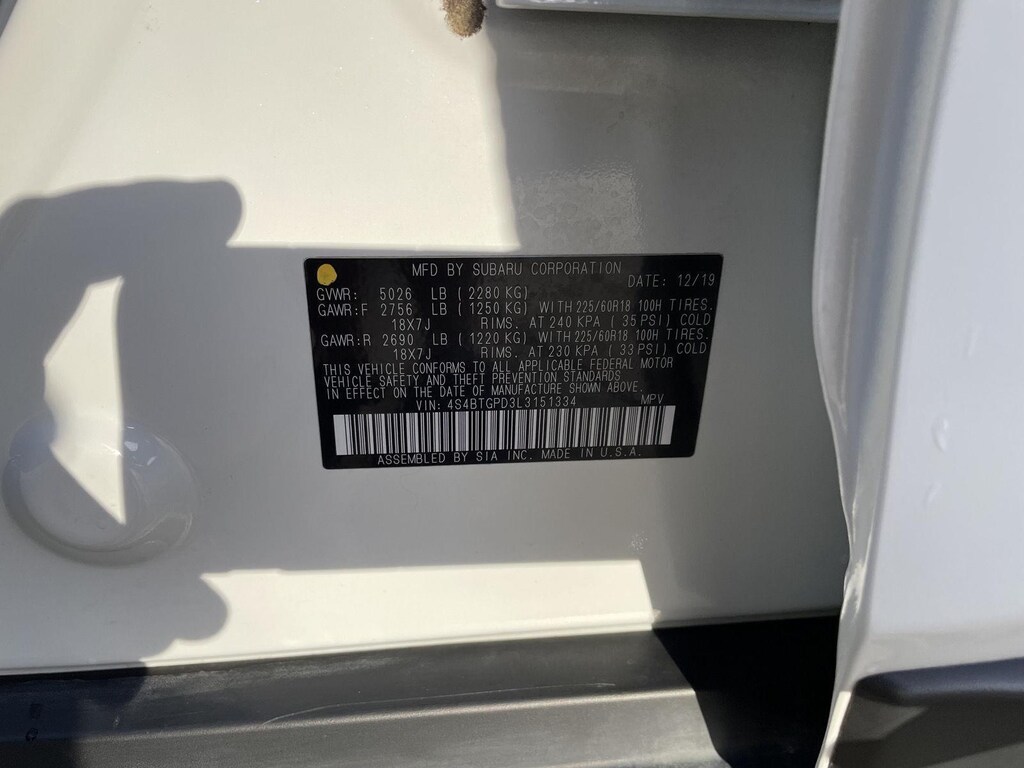 MFD BY SUBARU CORPORATION
DATE: 12/19
GVWR: 5026 LB (2280 KG)
GAWR:F 2756 LB (1250 KG) WITH 225/60R18 100H TIRES.
18X7J RIMS. AT 240 KPA (35 PSI) COLD
GAWR:R 2690 LB (1220 KG) WITH 225/60R18 100H TIRES.
18X7J RIMS. AT 230 KPA (33 PSI) COLD
THIS VEHICLE CONFORMS TO ALL APPLICABLE FEDERAL MOTOR
VEHICLE SAFETY AND THEFT PREVENTION STANDARDS
IN EFFECT ON THE DATE OF MANUFACTURE SHOWN ABOVE.
VIN: 4S4BTGPD3L3151334 MPV
ASSEMBLED BY SIA INC. MADE IN U.S.A.